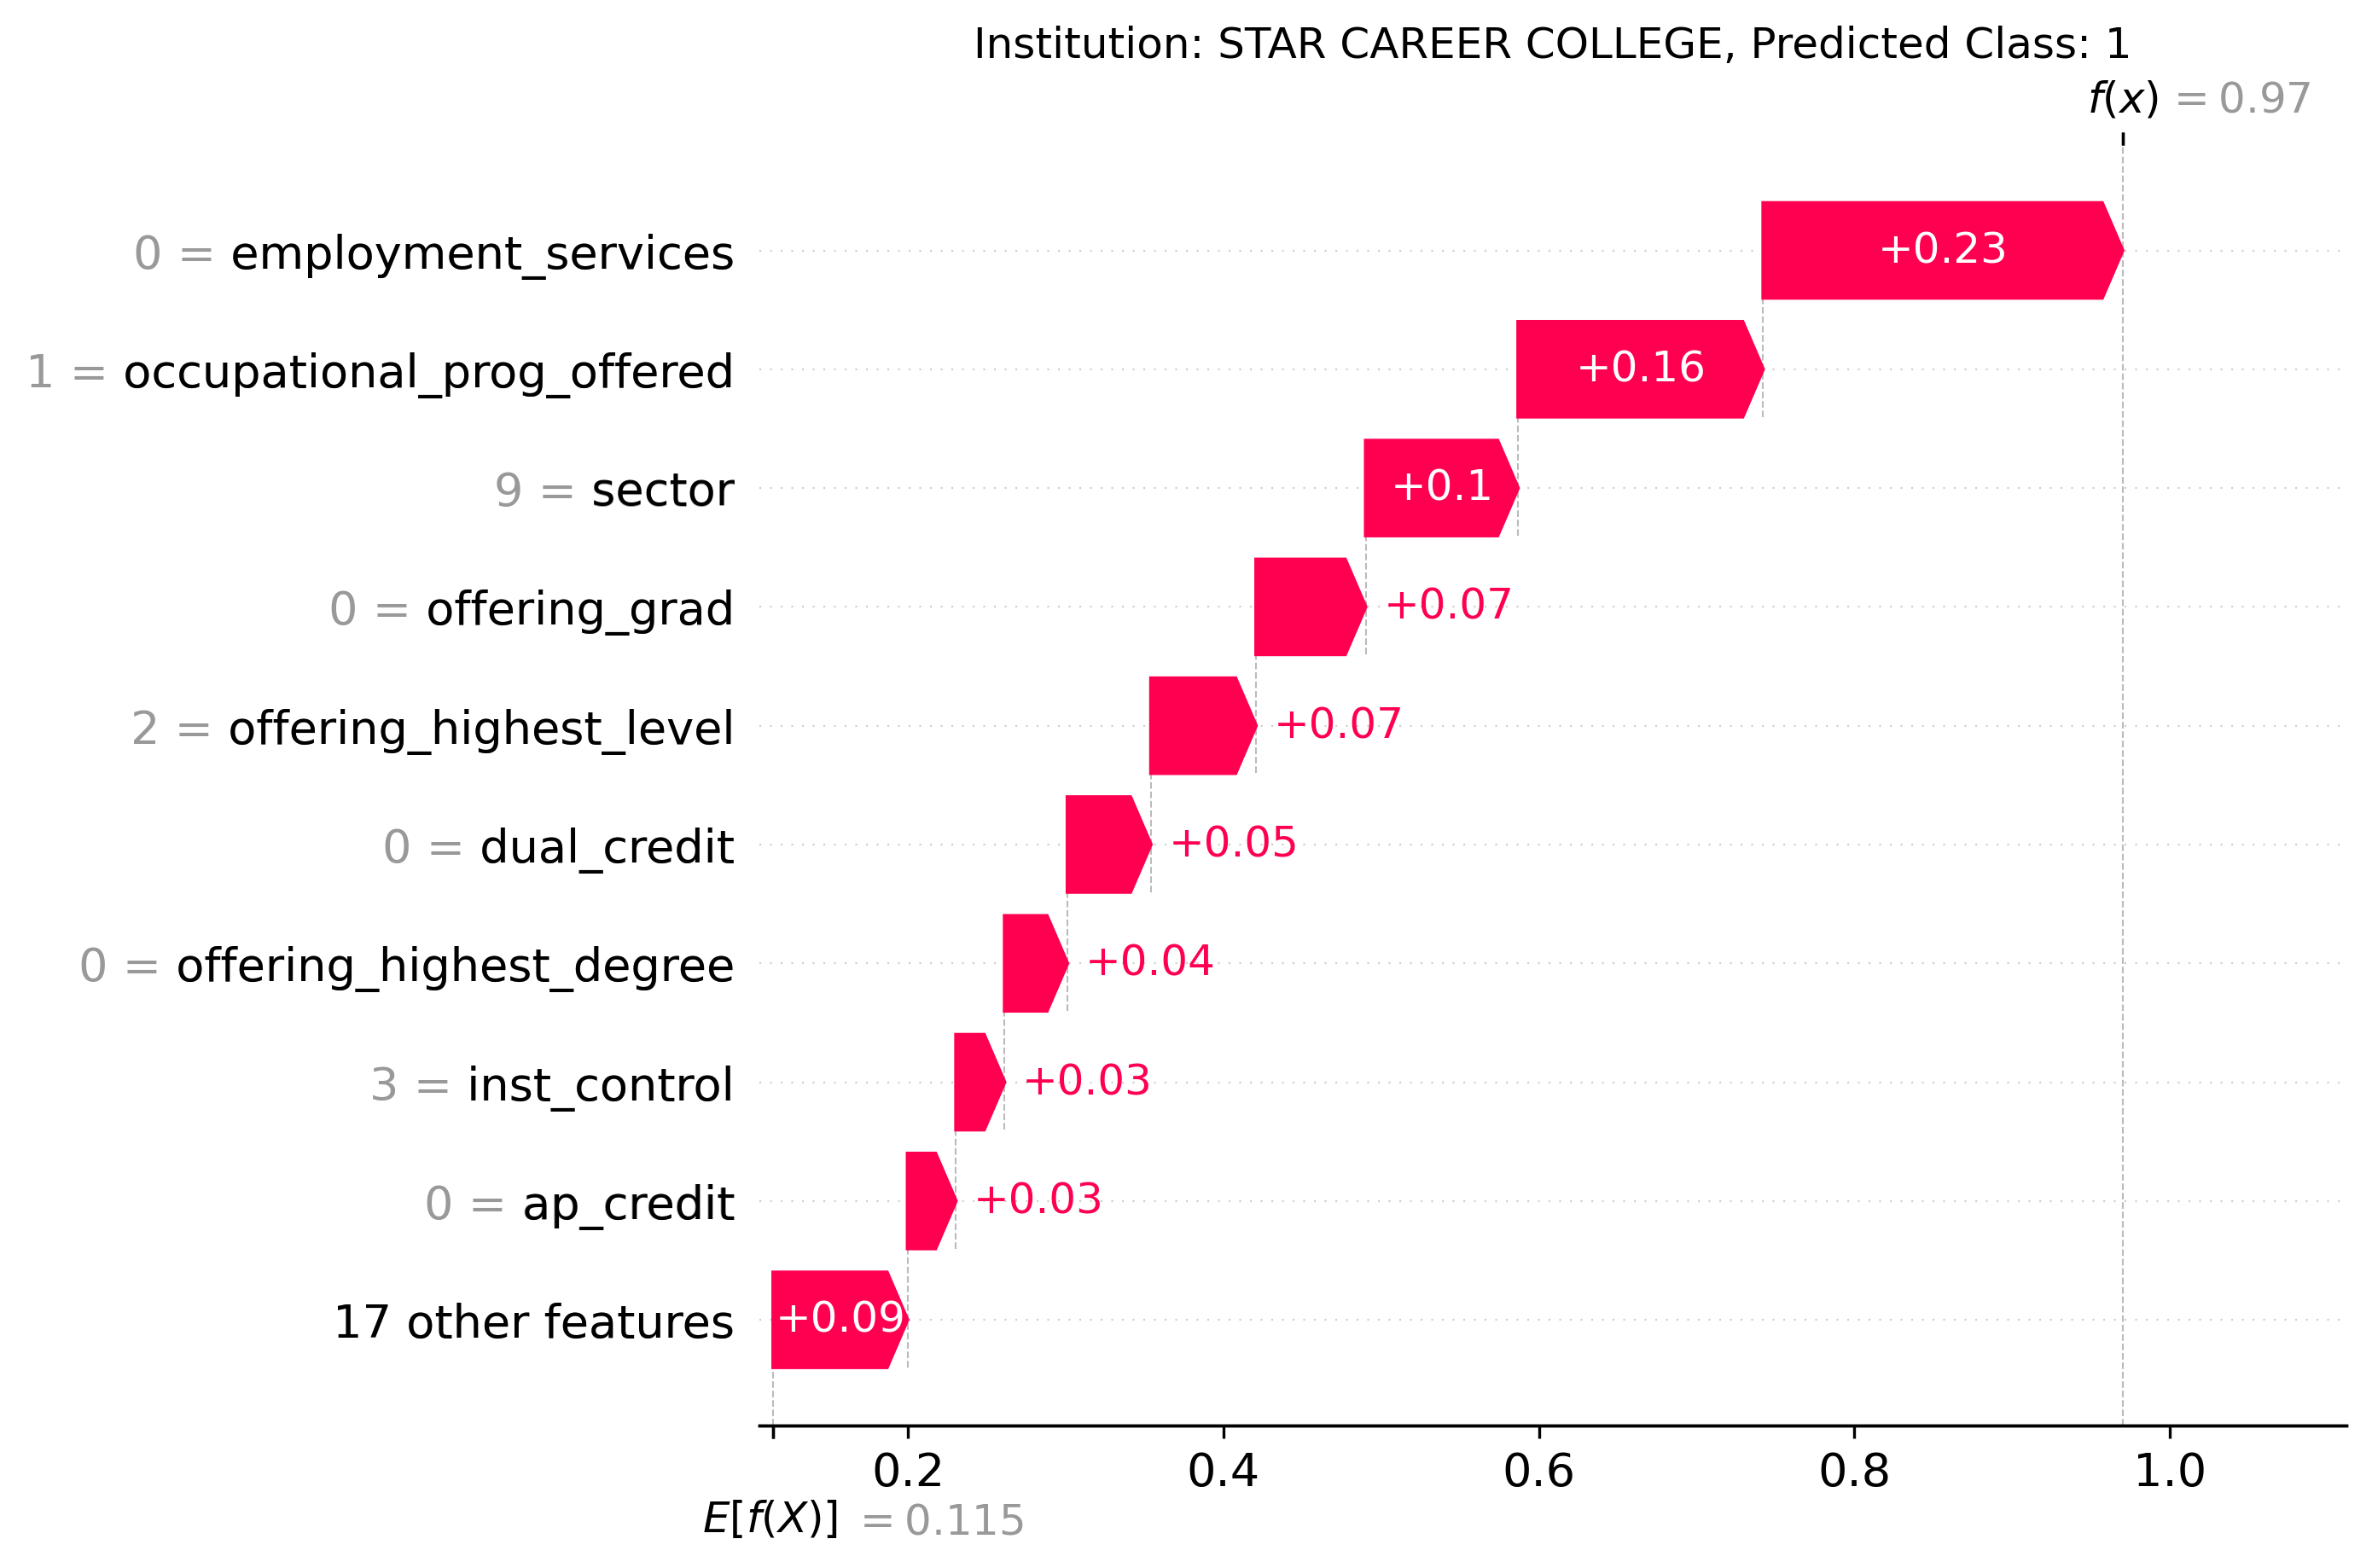 Institution: STAR CAREER COLLEGE, Predicted Class: 1
f(x) = 0.97
0 = employment_services +0.23
1 = occupational_prog_offered +0.16
9 = sector +0.1
0 = offering_grad +0.07
2 = offering_highest_level +0.07
0 = dual_credit +0.05
0 = offering_highest_degree +0.04
3 = inst_control +0.03
0 = ap_credit +0.03
17 other features +0.09
0.2 0.4 0.6 0.8 1.0
E[f(X)] = 0.115